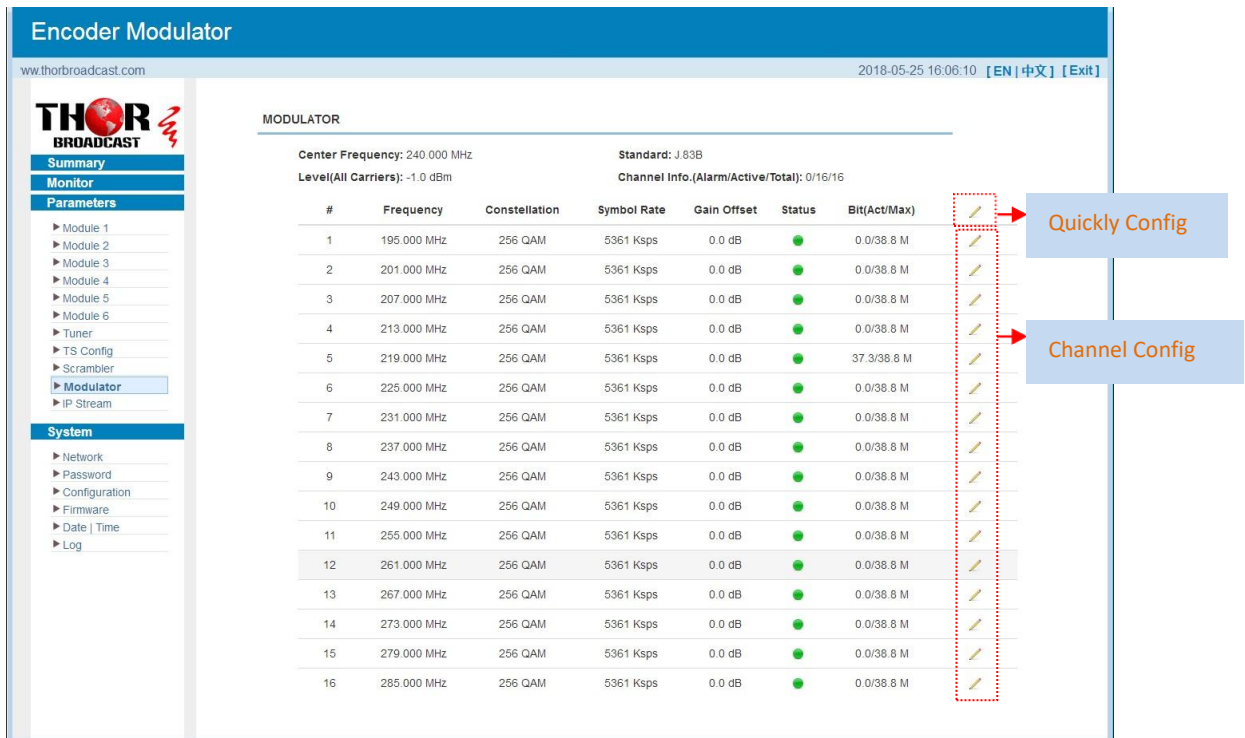 Encoder Modulator
ww.thorbroadcast.com
2018-05-25 16:06:10 [ EN | 中文 ] [ Exit ]
THOR
BROADCAST
Summary
Monitor
Parameters
Module 1
Module 2
Module 3
Module 4
Module 5
Module 6
Tuner
TS Config
Scrambler
Modulator
IP Stream
System
Network
Password
Configuration
Firmware
Date | Time
Log
MODULATOR
Center Frequency: 240.000 MHz Standard: J.83B
Level(All Carriers): -1.0 dBm Channel Info.(Alarm/Active/Total): 0/16/16
# Frequency Constellation Symbol Rate Gain Offset Status Bit(Act/Max)
1 195.000 MHz 256 QAM 5361 Ksps 0.0 dB 0.0/38.8 M
2 201.000 MHz 256 QAM 5361 Ksps 0.0 dB 0.0/38.8 M
3 207.000 MHz 256 QAM 5361 Ksps 0.0 dB 0.0/38.8 M
4 213.000 MHz 256 QAM 5361 Ksps 0.0 dB 0.0/38.8 M
5 219.000 MHz 256 QAM 5361 Ksps 0.0 dB 37.3/38.8 M
6 225.000 MHz 256 QAM 5361 Ksps 0.0 dB 0.0/38.8 M
7 231.000 MHz 256 QAM 5361 Ksps 0.0 dB 0.0/38.8 M
8 237.000 MHz 256 QAM 5361 Ksps 0.0 dB 0.0/38.8 M
9 243.000 MHz 256 QAM 5361 Ksps 0.0 dB 0.0/38.8 M
10 249.000 MHz 256 QAM 5361 Ksps 0.0 dB 0.0/38.8 M
11 255.000 MHz 256 QAM 5361 Ksps 0.0 dB 0.0/38.8 M
12 261.000 MHz 256 QAM 5361 Ksps 0.0 dB 0.0/38.8 M
13 267.000 MHz 256 QAM 5361 Ksps 0.0 dB 0.0/38.8 M
14 273.000 MHz 256 QAM 5361 Ksps 0.0 dB 0.0/38.8 M
15 279.000 MHz 256 QAM 5361 Ksps 0.0 dB 0.0/38.8 M
16 285.000 MHz 256 QAM 5361 Ksps 0.0 dB 0.0/38.8 M
Quickly Config
Channel Config